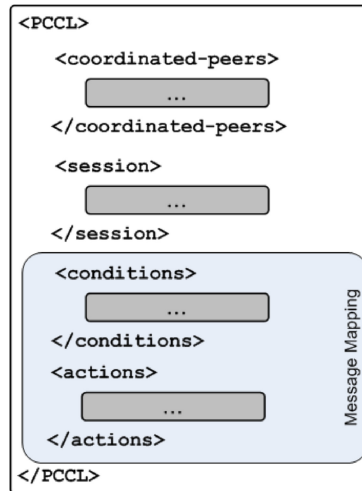 <PCCL>
<coordinated-peers>
...
</coordinated-peers>
<session>
...
</session>
<conditions>
...
</conditions>
<actions>
...
</actions>
Message Mapping
</PCCL>